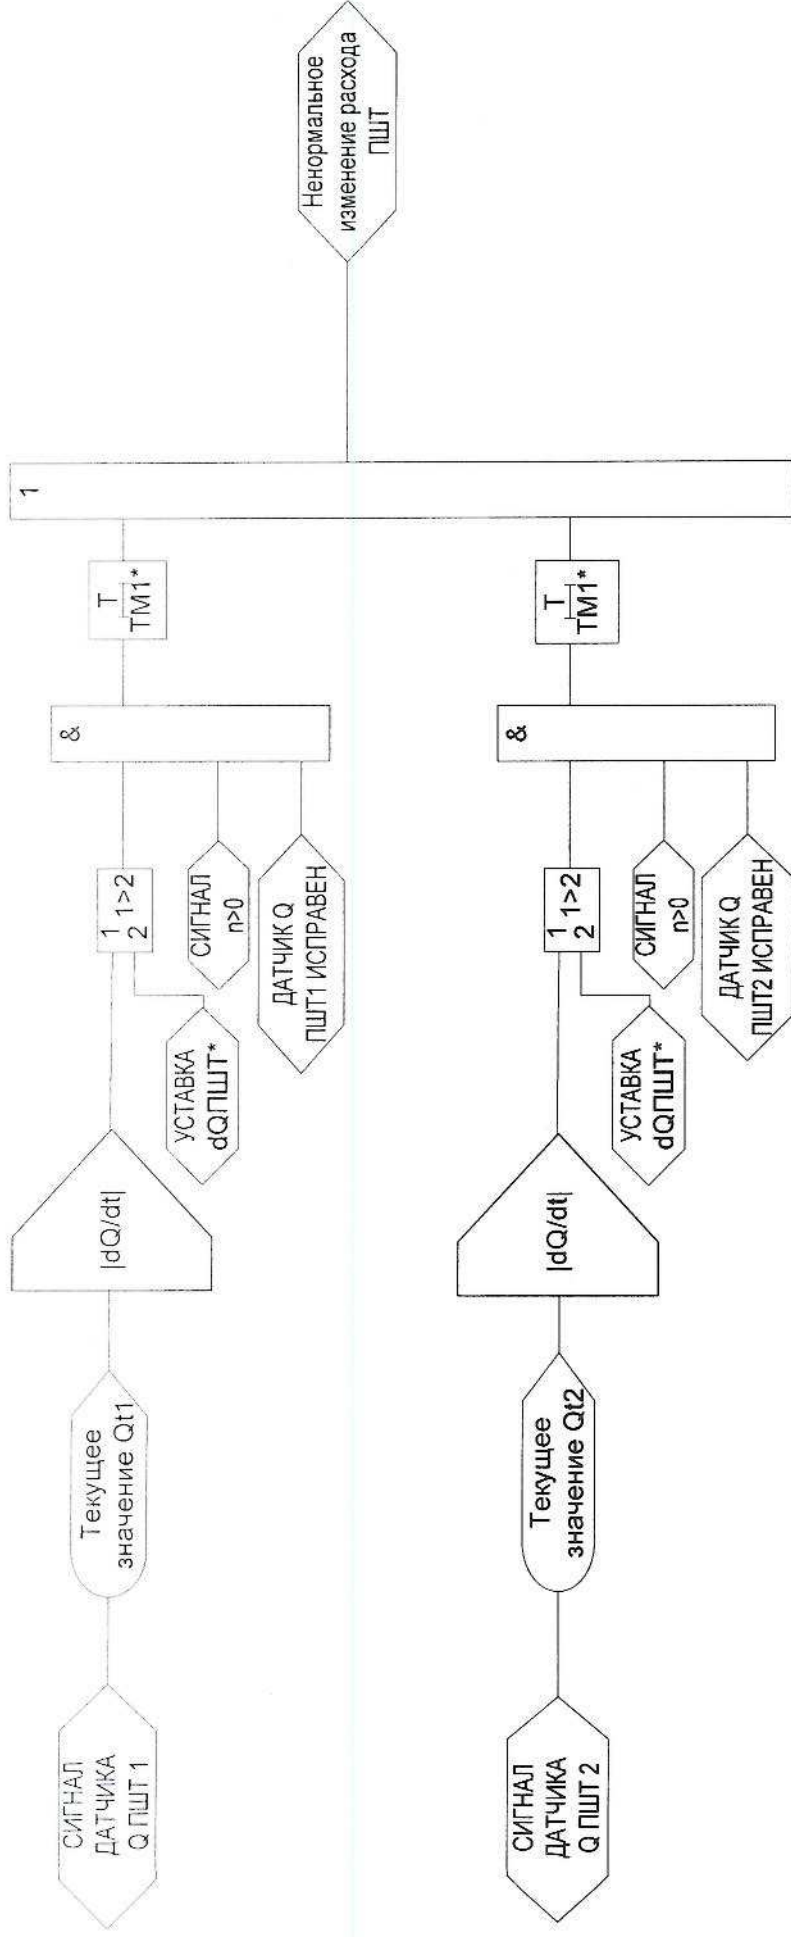 СИГНАЛ
ДАТЧИКА
Q ПШТ 1
Текущее
значение Qt1
|dQ/dt|
УСТАВКА
dQПШТ*
1
2
1>2
СИГНАЛ
n>0
ДАТЧИК Q
ПШТ1 ИСПРАВЕН
&
T
TM1*
1
Ненормальное
изменение расхода
ПШТ
СИГНАЛ
ДАТЧИКА
Q ПШТ 2
Текущее
значение Qt2
|dQ/dt|
УСТАВКА
dQПШТ*
1
2
1>2
СИГНАЛ
n>0
ДАТЧИК Q
ПШТ2 ИСПРАВЕН
&
T
TM1*